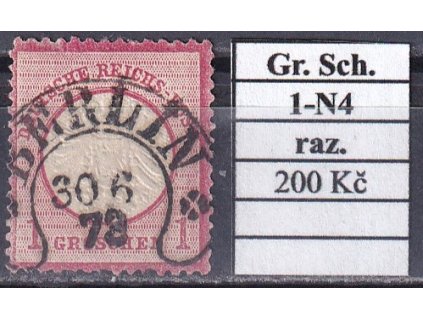 DEUTSCHE REICHS-POST
BERLIN
30 6
73
1 GROSCHEN 1
Gr. Sch.
1-N4
raz.
200 Kč